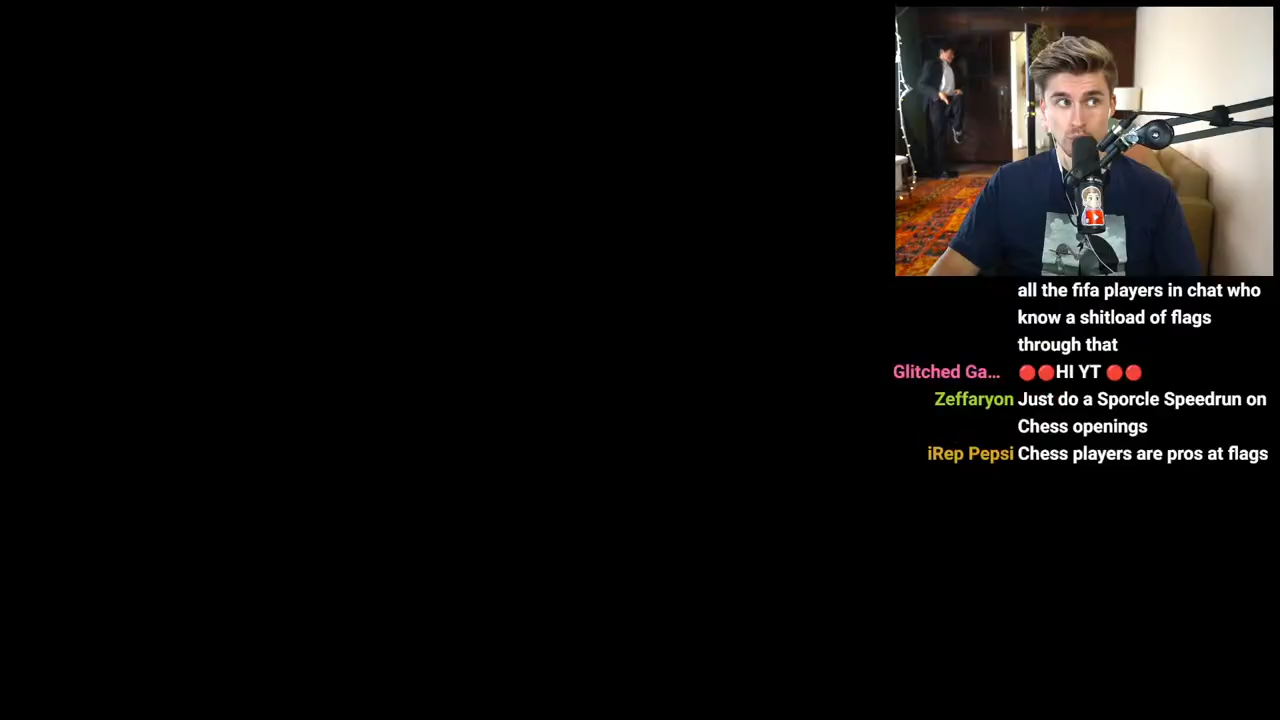 all the fifa players in chat who
know a shitload of flags
through that
Glitched Ga... 🔴🔴HI YT 🔴🔴
Zeffaryon Just do a Sporcle Speedrun on
Chess openings
iRep Pepsi Chess players are pros at flags